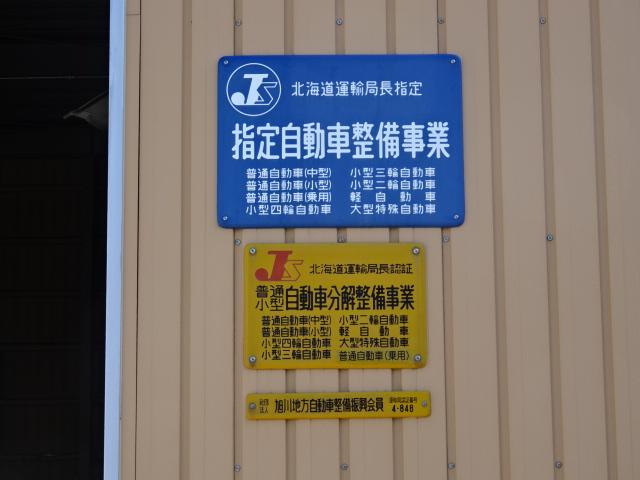 JS 北海道運輸局長指定
指定自動車整備事業
普通自動車(中型) 小型三輪自動車
普通自動車(小型) 小型二輪自動車
普通自動車(乗用) 軽自動車
小型四輪自動車 大型特殊自動車
JS 北海道運輸局長認証
普通小型 自動車分解整備事業
普通自動車(中型) 小型二輪自動車
普通自動車(小型) 軽自動車
小型四輪自動車 大型特殊自動車
小型三輪自動車 普通自動車(乗用)
社団法人 旭川地方自動車整備振興会員
4-848